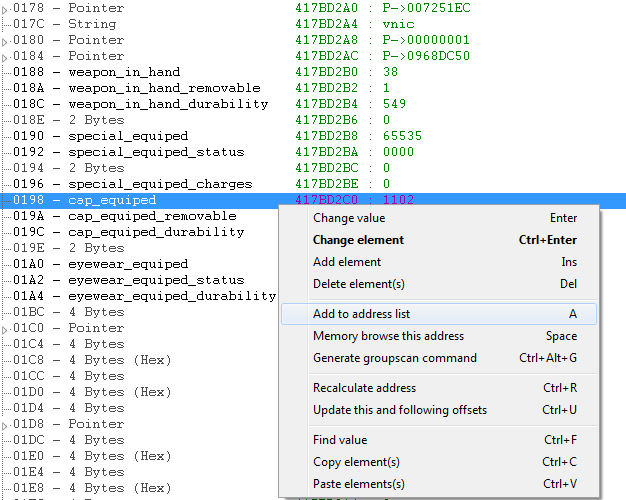 0178 - Pointer 417BD2A0 : P->007251EC
017C - String 417BD2A4 : vnic
0180 - Pointer 417BD2A8 : P->00000001
0184 - Pointer 417BD2AC : P->0968DC50
0188 - weapon_in_hand 417BD2B0 : 38
018A - weapon_in_hand_removable 417BD2B2 : 1
018C - weapon_in_hand_durability 417BD2B4 : 549
018E - 2 Bytes 417BD2B6 : 0
0190 - special_equiped 417BD2B8 : 65535
0192 - special_equiped_status 417BD2BA : 0000
0194 - 2 Bytes 417BD2BC : 0
0196 - special_equiped_charges 417BD2BE : 0
0198 - cap_equiped 417BD2C0 : 1102
019A - cap_equiped_removable
019C - cap_equiped_durability
019E - 2 Bytes
01A0 - eyewear_equiped
01A2 - eyewear_equiped_status
01A4 - eyewear_equiped_durability
01BC - 4 Bytes
01C0 - Pointer
01C4 - 4 Bytes
01C8 - 4 Bytes (Hex)
01CC - 4 Bytes
01D0 - 4 Bytes (Hex)
01D4 - 4 Bytes
01D8 - Pointer
01DC - 4 Bytes
01E0 - 4 Bytes (Hex)
01E4 - 4 Bytes
01E8 - 4 Bytes (Hex)
Change value Enter
Change element Ctrl+Enter
Add element Ins
Delete element(s) Del
Add to address list A
Memory browse this address Space
Generate groupscan command Ctrl+Alt+G
Recalculate address Ctrl+R
Update this and following offsets Ctrl+U
Find value Ctrl+F
Copy element(s) Ctrl+C
Paste elements(s) Ctrl+V